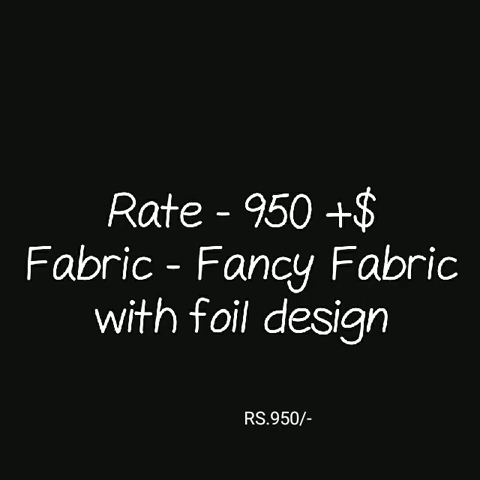 Rate - 950 +$
Fabric - Fancy Fabric
with foil design
RS.950/-